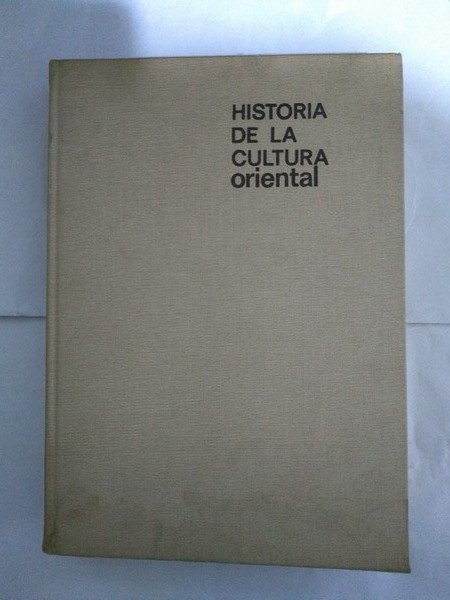 HISTORIA
DE LA
CULTURA
oriental